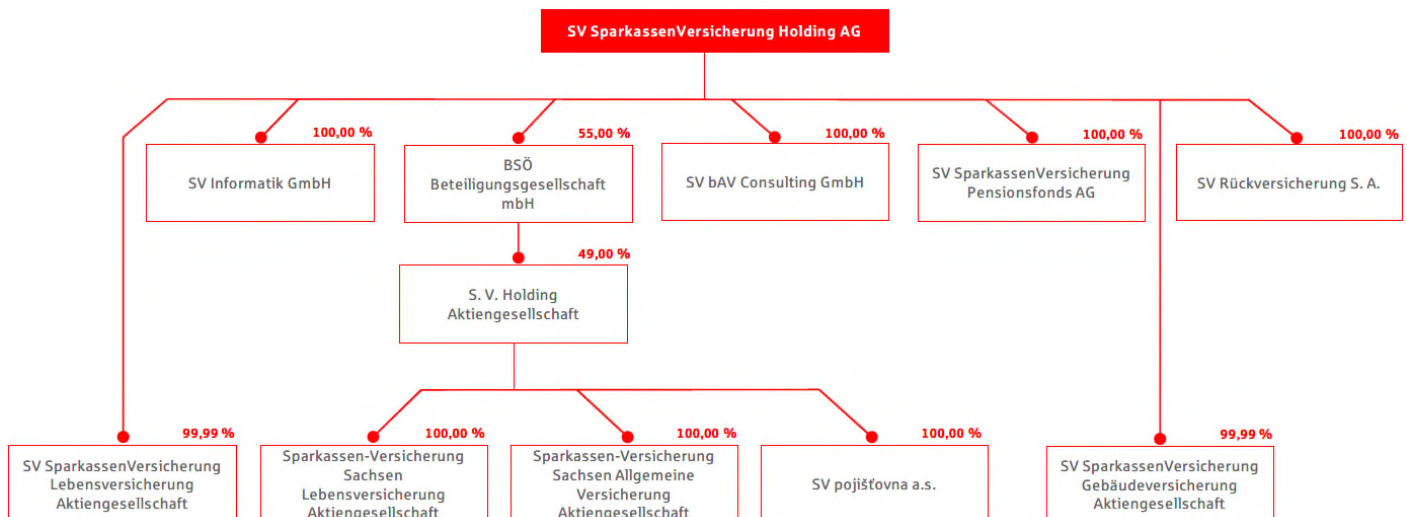 SV SparkassenVersicherung Holding AG
100,00 %
55,00 %
100,00 %
100,00 %
100,00 %
SV Informatik GmbH
BSÖ
Beteiligungsgesellschaft
mbH
SV bAV Consulting GmbH
SV SparkassenVersicherung
Pensionsfonds AG
SV Rückversicherung S. A.
49,00 %
S. V. Holding
Aktiengesellschaft
99,99 %
100,00 %
100,00 %
100,00 %
99,99 %
SV SparkassenVersicherung
Lebensversicherung
Aktiengesellschaft
Sparkassen-Versicherung
Sachsen
Lebensversicherung
Aktiengesellschaft
Sparkassen-Versicherung
Sachsen Allgemeine
Versicherung
Aktiengesellschaft
SV pojišťovna a.s.
SV SparkassenVersicherung
Gebäudeversicherung
Aktiengesellschaft